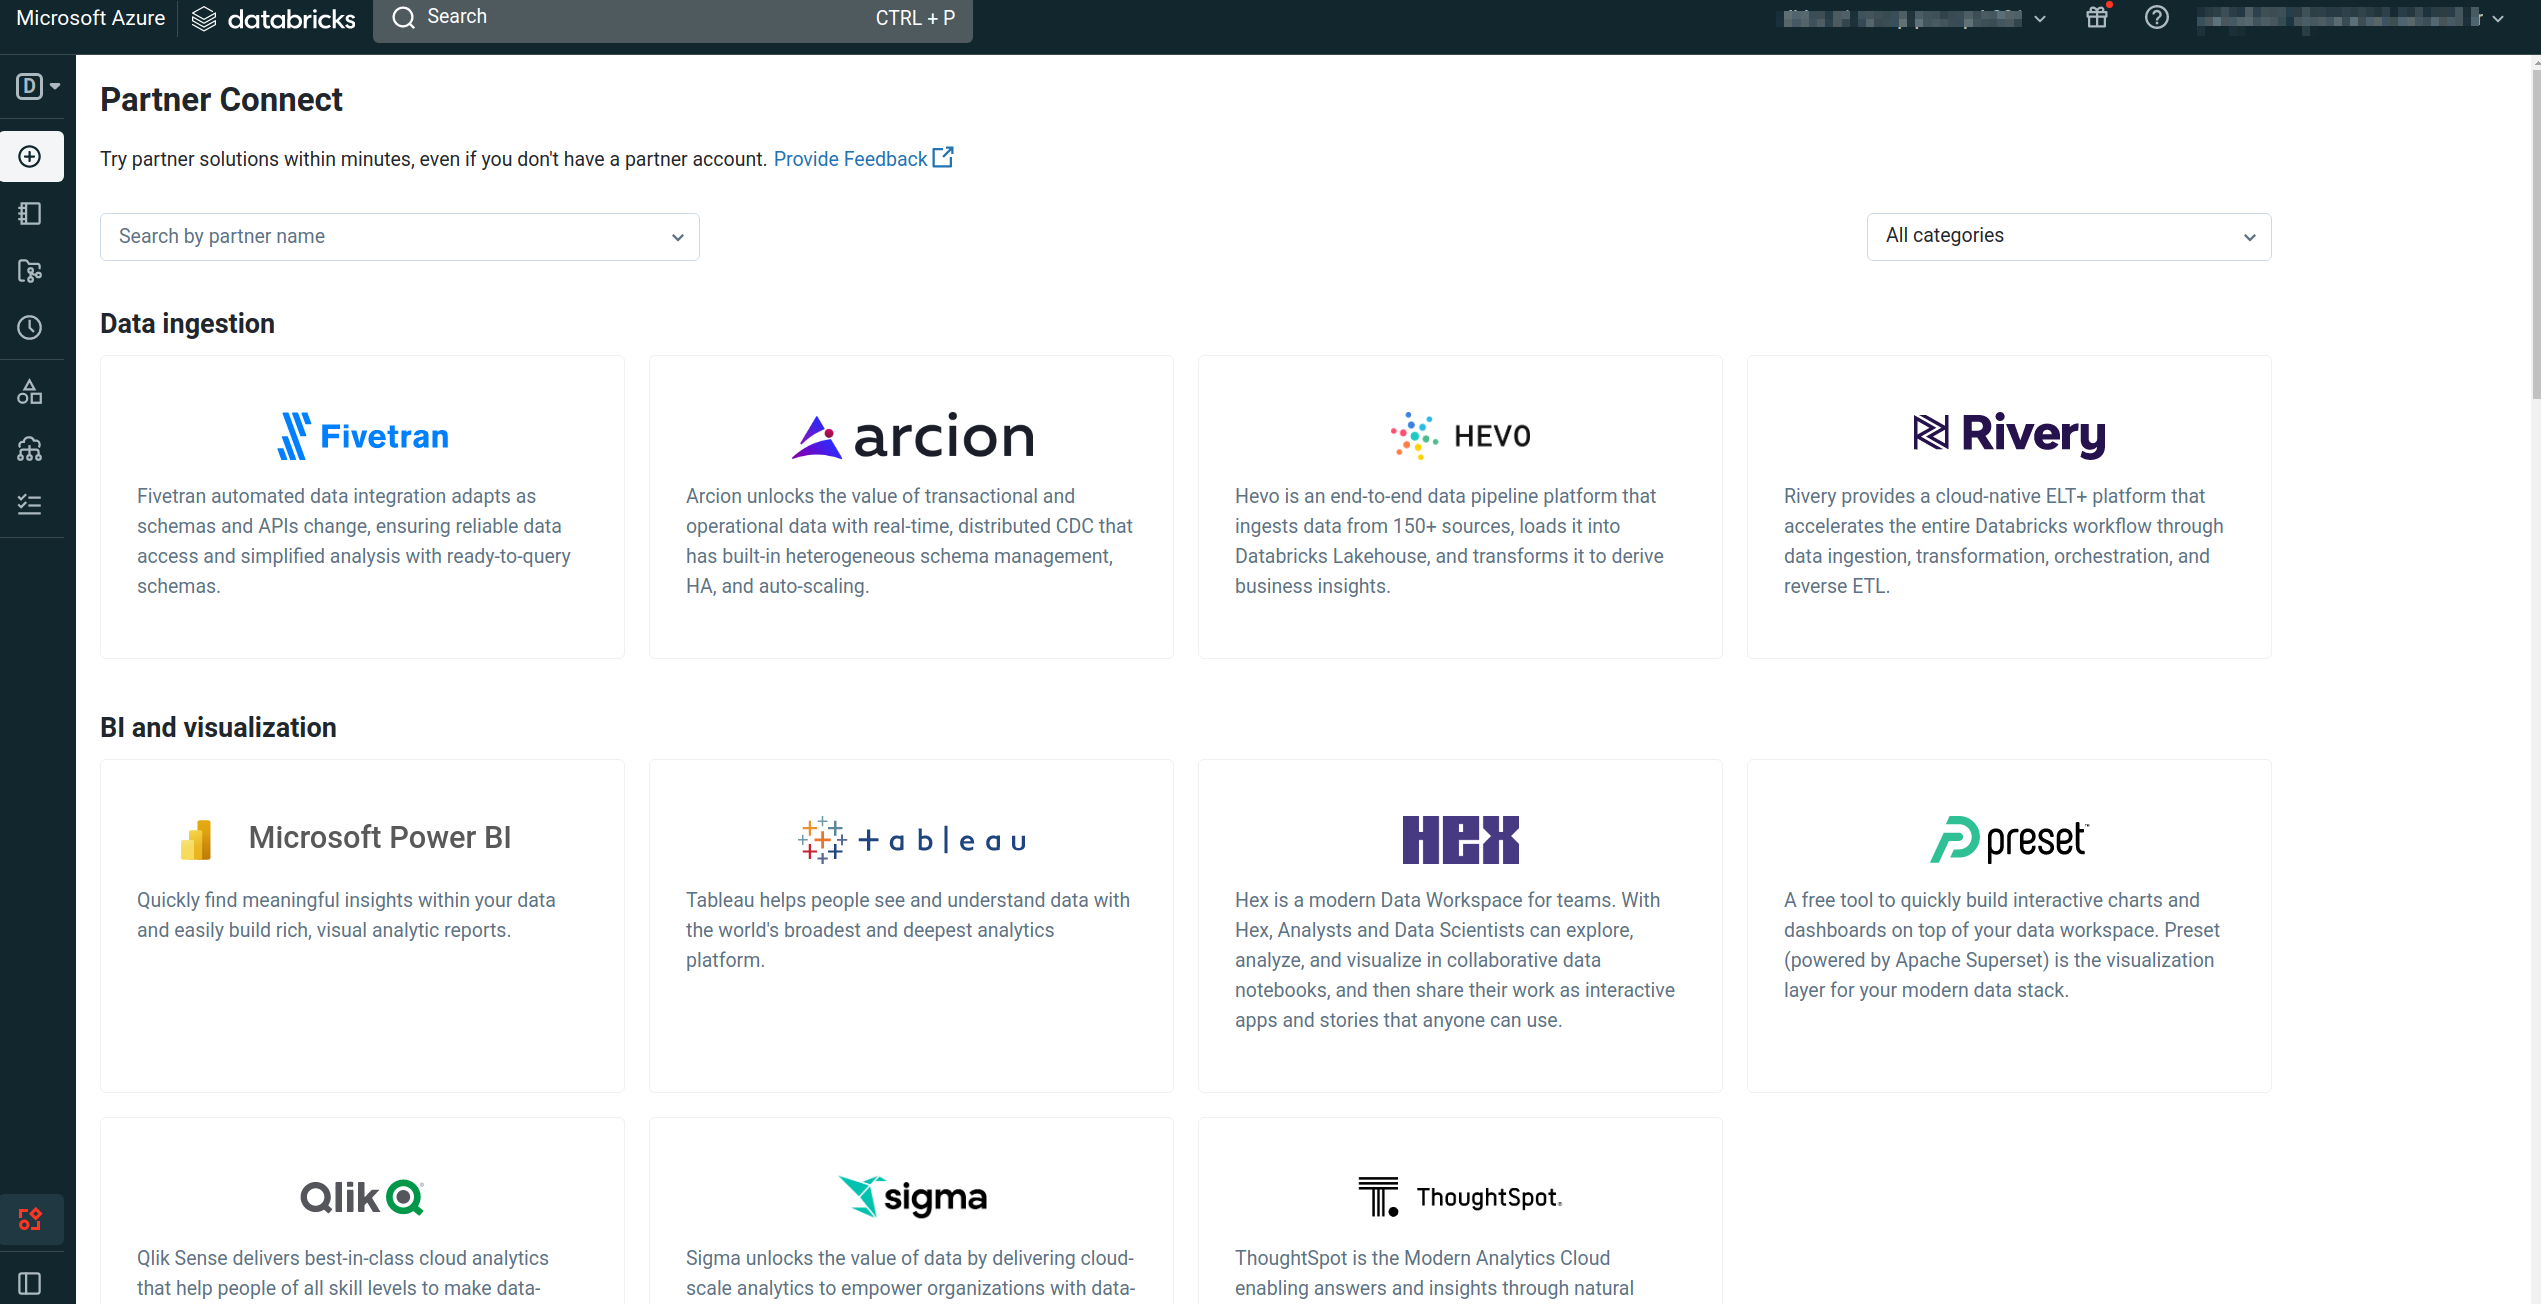 Microsoft Azure
databricks
Search
CTRL + P
D
Partner Connect
Try partner solutions within minutes, even if you don't have a partner account. Provide Feedback
Search by partner name
All categories
Data ingestion
Fivetran
Fivetran automated data integration adapts as
schemas and APIs change, ensuring reliable data
access and simplified analysis with ready-to-query
schemas.
arcion
Arcion unlocks the value of transactional and
operational data with real-time, distributed CDC that
has built-in heterogeneous schema management,
HA, and auto-scaling.
HEVO
Hevo is an end-to-end data pipeline platform that
ingests data from 150+ sources, loads it into
Databricks Lakehouse, and transforms it to derive
business insights.
Rivery
Rivery provides a cloud-native ELT+ platform that
accelerates the entire Databricks workflow through
data ingestion, transformation, orchestration, and
reverse ETL.
BI and visualization
Microsoft Power BI
Quickly find meaningful insights within your data
and easily build rich, visual analytic reports.
+ableau
Tableau helps people see and understand data with
the world's broadest and deepest analytics
platform.
HEX
Hex is a modern Data Workspace for teams. With
Hex, Analysts and Data Scientists can explore,
analyze, and visualize in collaborative data
notebooks, and then share their work as interactive
apps and stories that anyone can use.
preset™
A free tool to quickly build interactive charts and
dashboards on top of your data workspace. Preset
(powered by Apache Superset) is the visualization
layer for your modern data stack.
Qlik
Qlik Sense delivers best-in-class cloud analytics
that help people of all skill levels to make data-
sigma
Sigma unlocks the value of data by delivering cloud-
scale analytics to empower organizations with data-
ThoughtSpot.
ThoughtSpot is the Modern Analytics Cloud
enabling answers and insights through natural